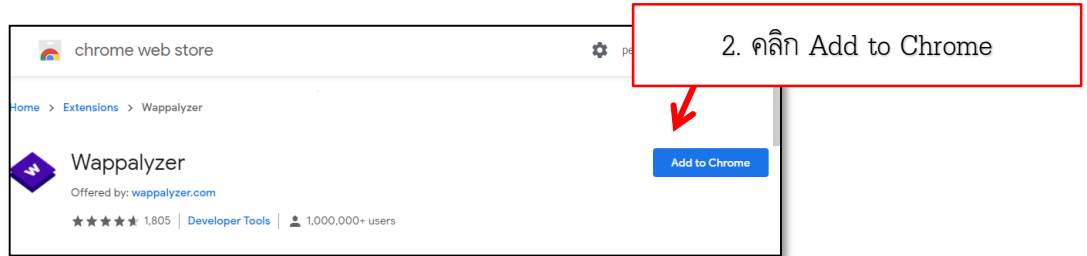 chrome web store
pe
2. คลิก Add to Chrome
Home > Extensions > Wappalyzer
W
Wappalyzer
Add to Chrome
Offered by: wappalyzer.com
1,805 | Developer Tools | 1,000,000+ users